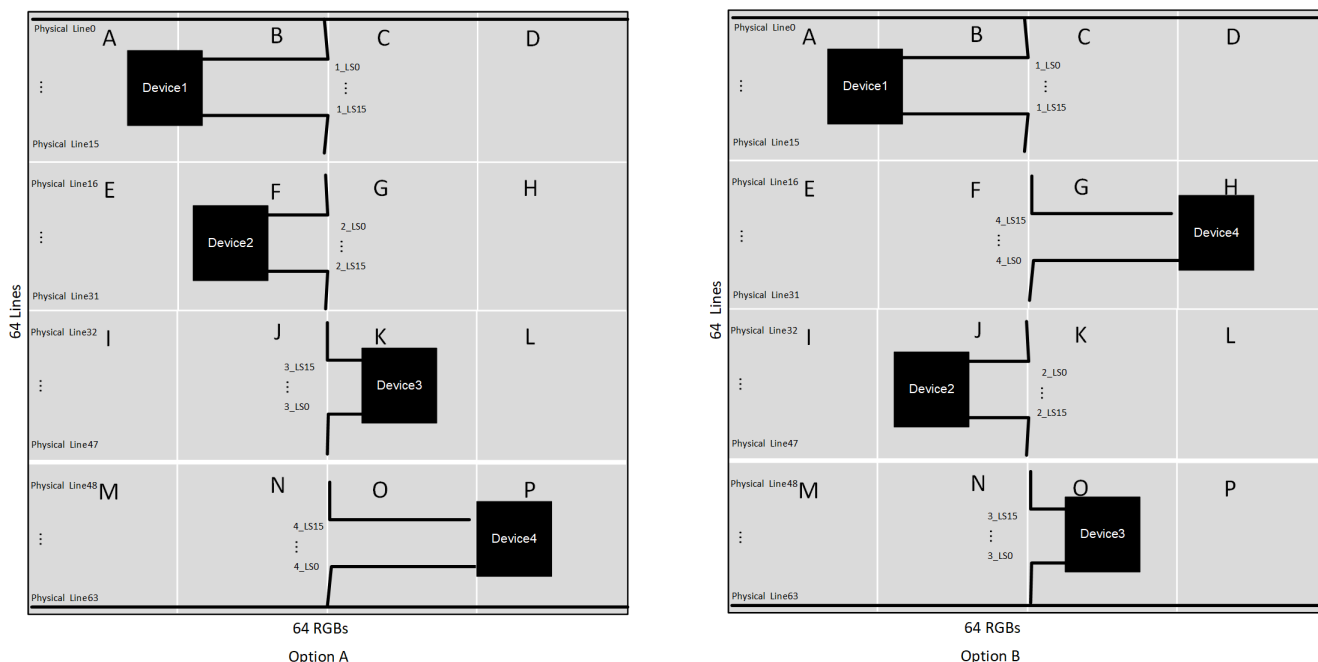 Physical Line0
A
B
C
D
Device1
1_LS0
⋮
⋮
1_LS15
Physical Line15
Physical Line16
E
F
G
H
Device2
2_LS0
⋮
⋮
2_LS15
Physical Line31
Physical Line32
I
J
K
L
3_LS15
Device3
⋮
⋮
3_LS0
Physical Line47
Physical Line48
M
N
O
P
4_LS15
Device4
⋮
⋮
4_LS0
Physical Line63
64 Lines
64 RGBs
Option A
Physical Line0
A
B
C
D
Device1
1_LS0
⋮
⋮
1_LS15
Physical Line15
Physical Line16
E
F
G
H
4_LS15
Device4
⋮
⋮
4_LS0
Physical Line31
Physical Line32
I
J
K
L
Device2
2_LS0
⋮
⋮
2_LS15
Physical Line47
Physical Line48
M
N
O
P
3_LS15
Device3
⋮
⋮
3_LS0
Physical Line63
64 Lines
64 RGBs
Option B